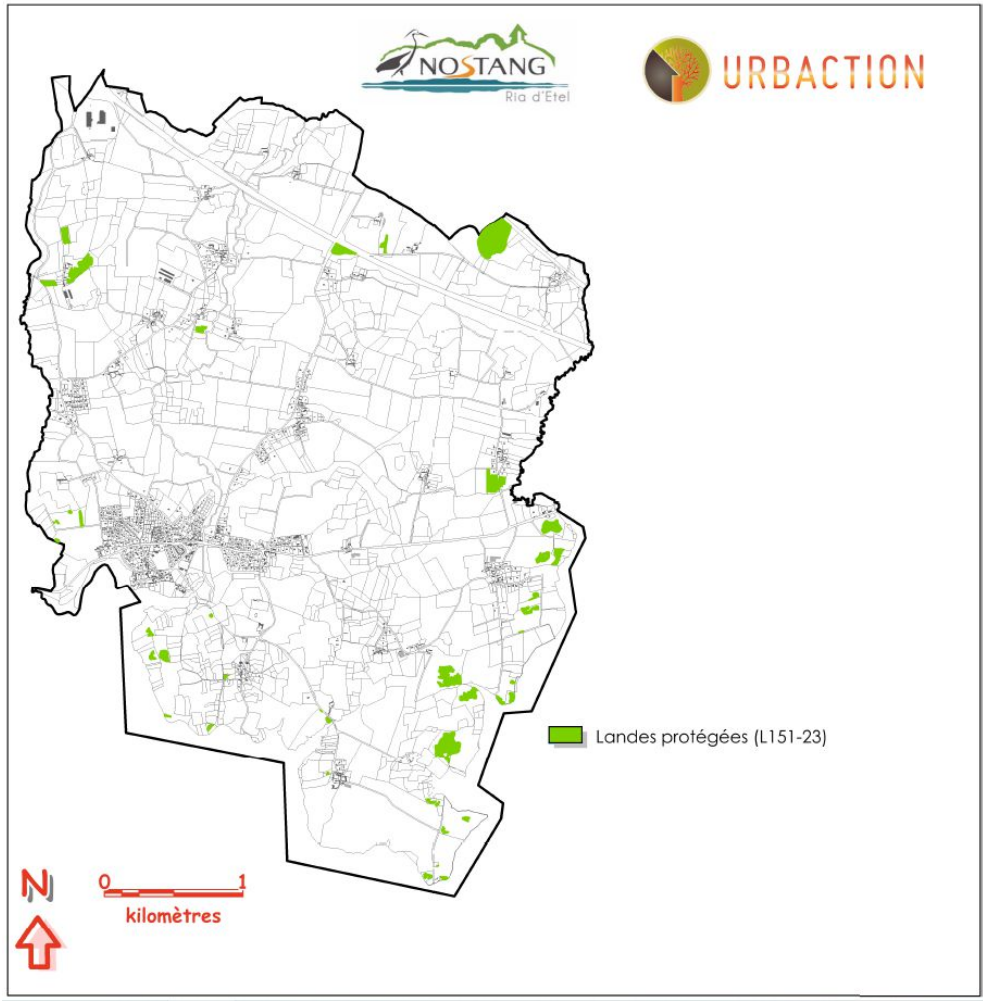 NOSTANG
Ria d'Etel
URBACTION
Landes protégées (L151-23)
N
0 1
kilomètres